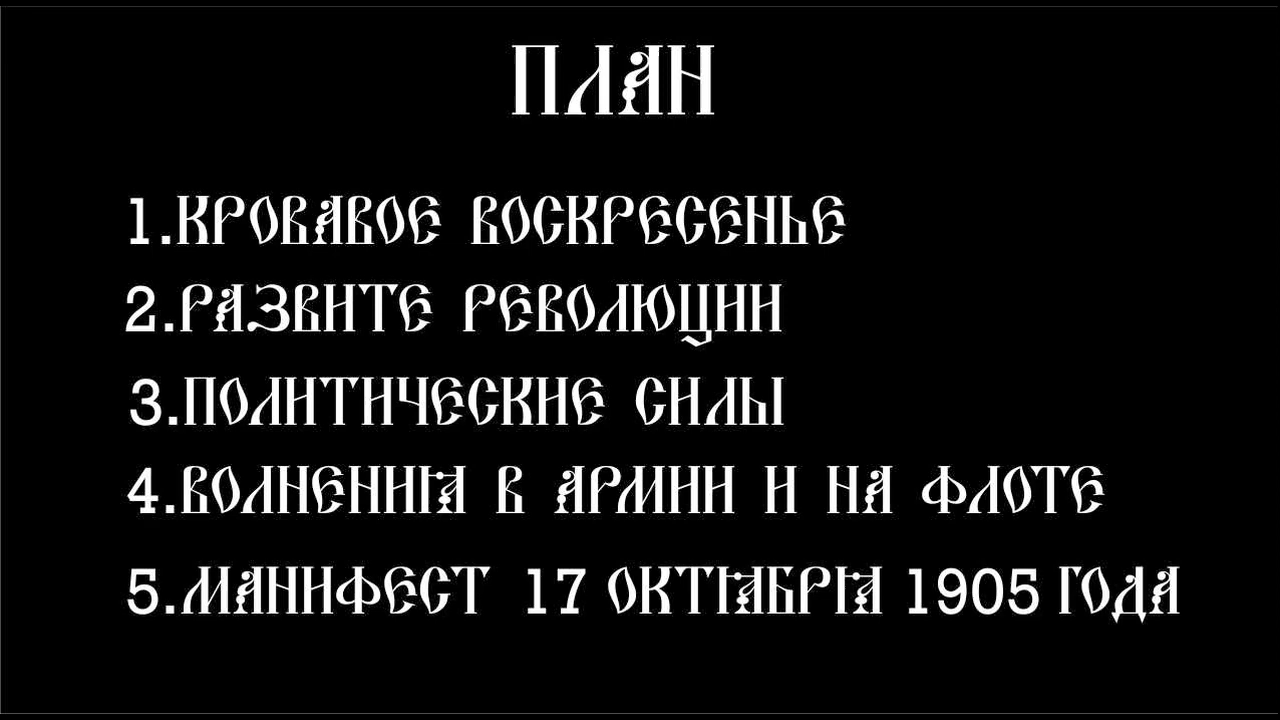 ПЛАН
1.КРОВАВОЕ ВОСКРЕСЕНЬЕ
2.РАЗВИТЕ РЕВОЛЮЦИИ
3.ПОЛИТИЧЕСКИЕ СИЛЫ
4.ВОЛНЕНИЯ В АРМИИ И НА ФЛОТЕ
5.МАНИФЕСТ 17 ОКТЯБРЯ 1905 ГОДА